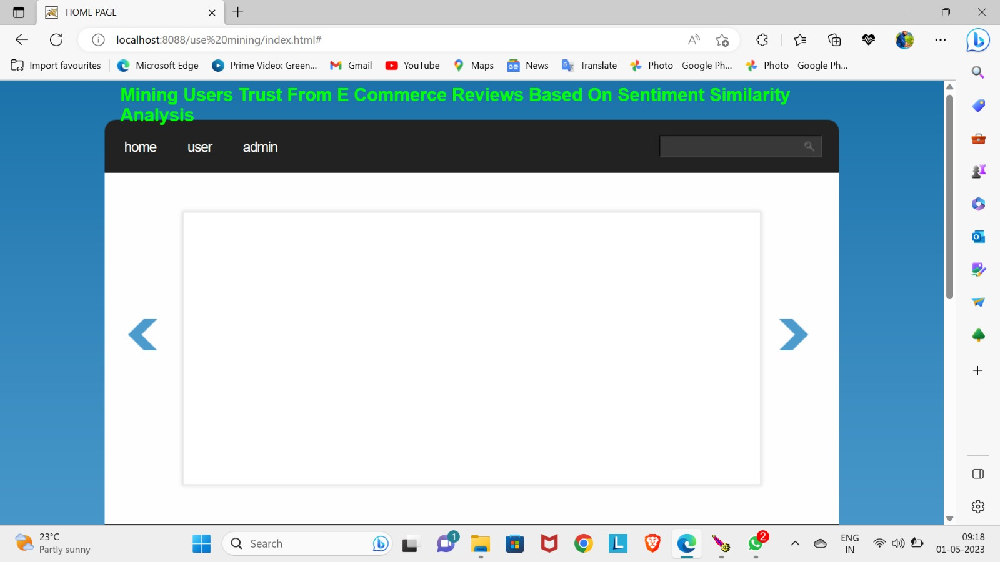 HOME PAGE
localhost:8088/use%20mining/index.html#
Import favourites Microsoft Edge Prime Video: Green... Gmail YouTube Maps News Translate Photo - Google Ph... Photo - Google Ph...
Mining Users Trust From E Commerce Reviews Based On Sentiment Similarity
Analysis
home user admin
23°C
Partly sunny
Search
1
2
ENG
IN
09:18
01-05-2023